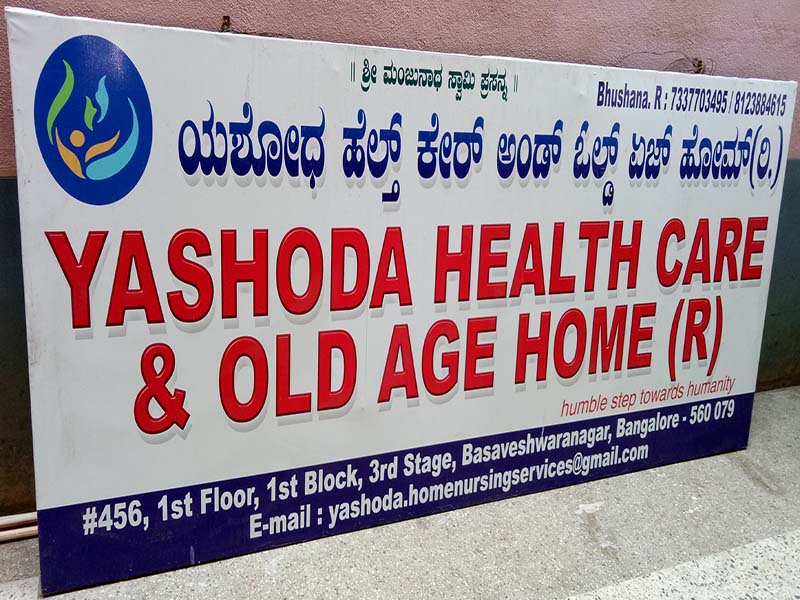 ॥ ಶ್ರೀ ಮಂಜುನಾಥ ಸ್ವಾಮಿ ಪ್ರಸನ್ನ ॥
Bhushana. R : 7337703495 / 8123884615
ಯಶೋಧ ಹೆಲ್ತ್ ಕೇರ್ ಅಂಡ್ ಓಲ್ಡ್ ಏಜ್ ಹೋಮ್(ರಿ.)
YASHODA HEALTH CARE
& OLD AGE HOME (R)
humble step towards humanity
#456, 1st Floor, 1st Block, 3rd Stage, Basaveshwaranagar, Bangalore - 560 079
E-mail : yashoda.homenursingservices@gmail.com